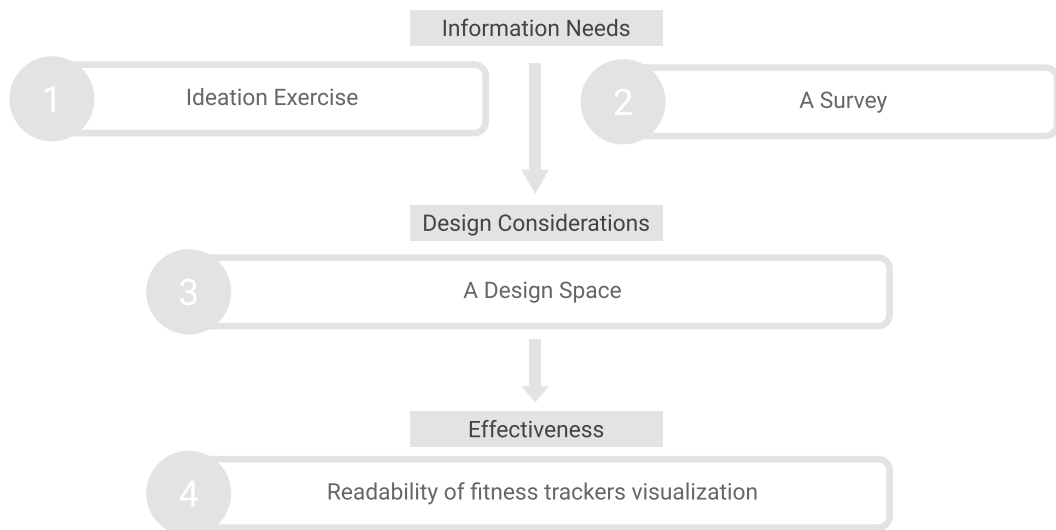 Information Needs
1
Ideation Exercise
2
A Survey
Design Considerations
3
A Design Space
Effectiveness
4
Readability of fitness trackers visualization